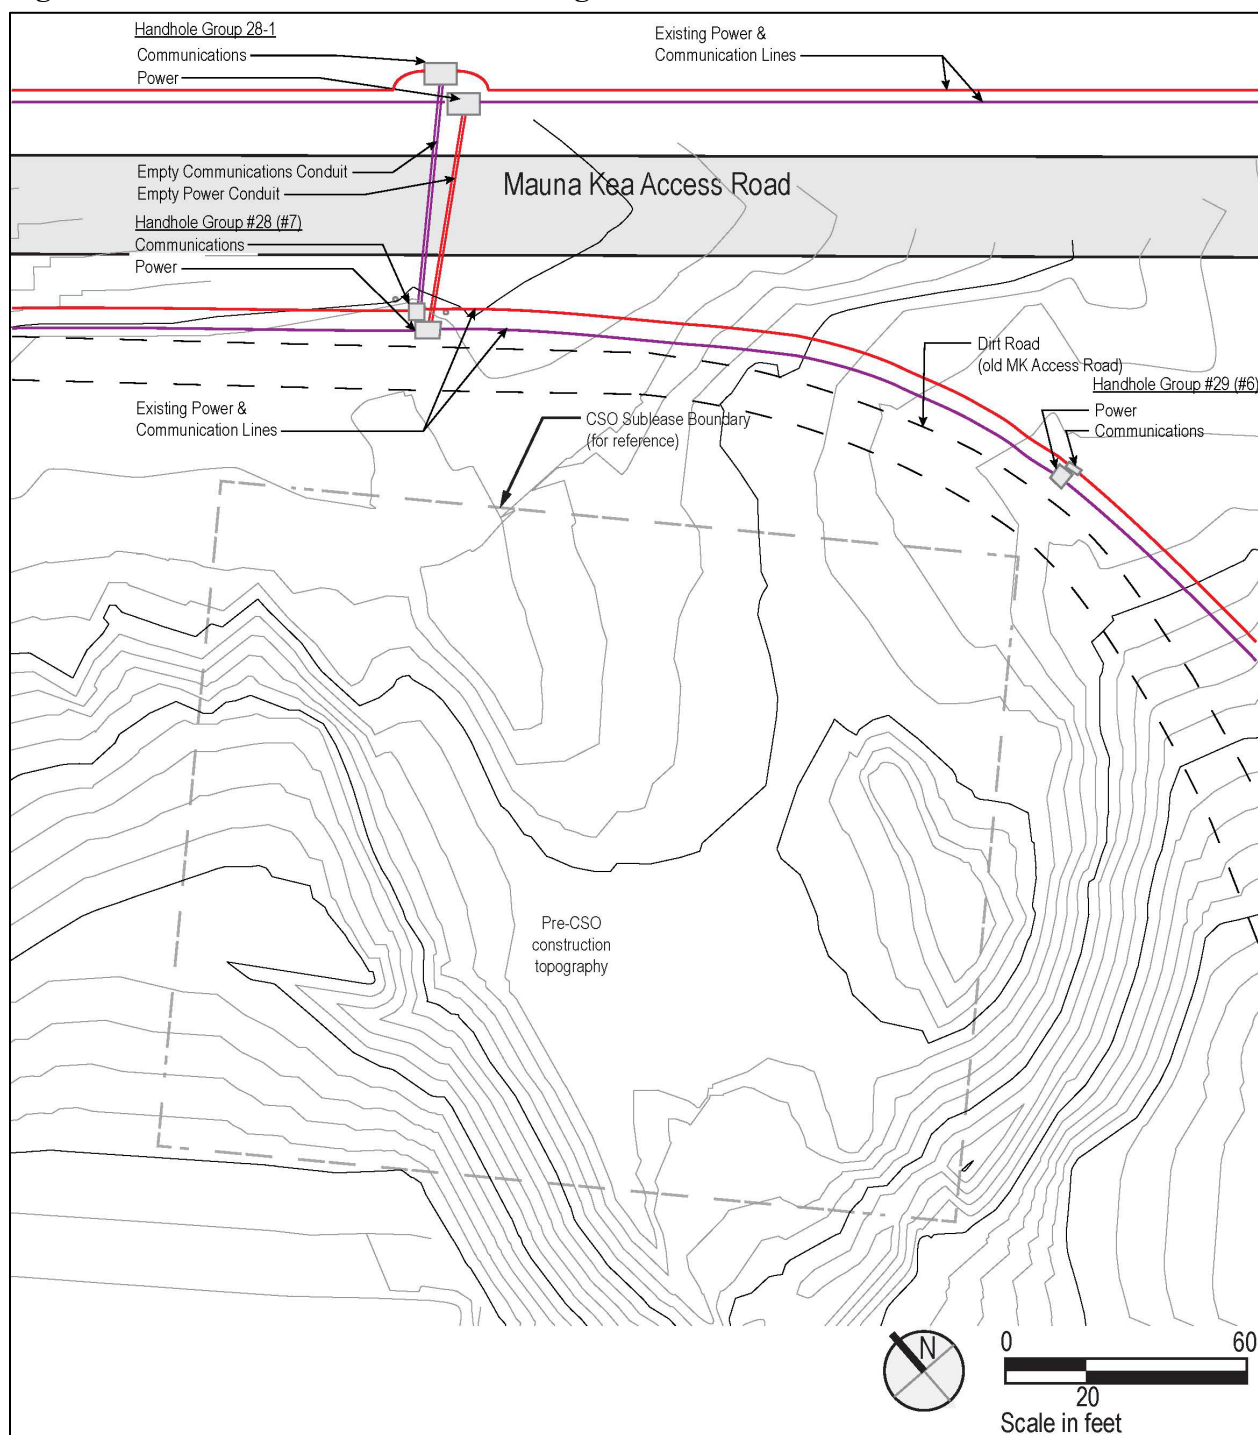 Handhole Group 28-1
Communications
Power
Existing Power &
Communication Lines
Empty Communications Conduit
Empty Power Conduit
Mauna Kea Access Road
Handhole Group #28 (#7)
Communications
Power
Dirt Road
(old MK Access Road)
Handhole Group #29 (#6)
Power
Communications
Existing Power &
Communication Lines
CSO Sublease Boundary
(for reference)
Pre-CSO
construction
topography
N
0
60
20
Scale in feet